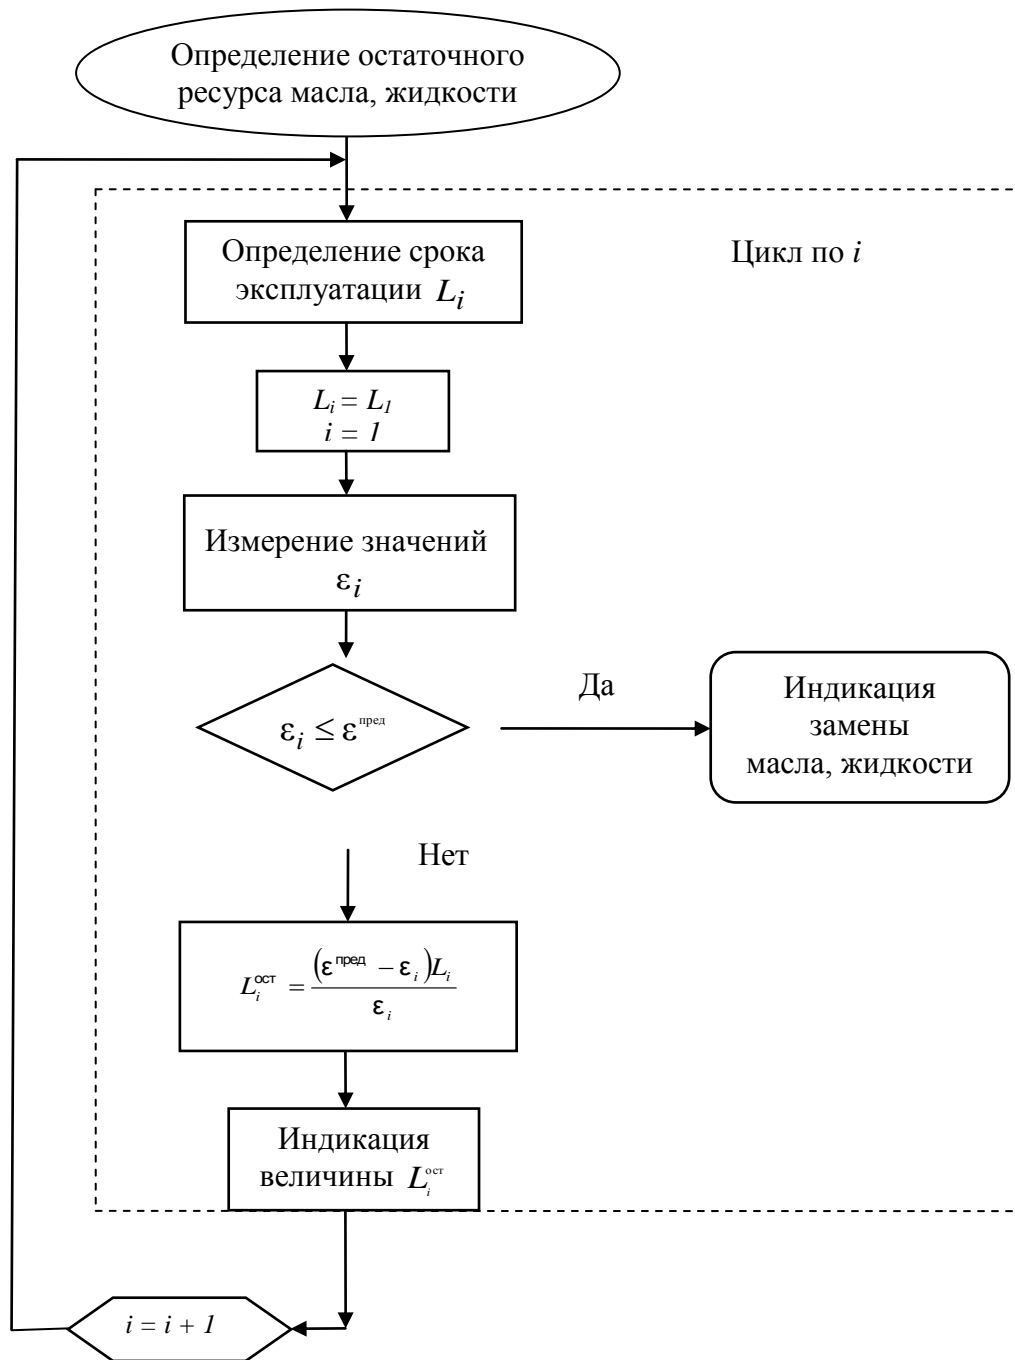 Определение остаточного
ресурса масла, жидкости
Определение срока
эксплуатации L_i
Цикл по i
L_i = L_1
i = 1
Измерение значений
ε_i
ε_i ≤ ε^пред
Да
Индикация
замены
масла, жидкости
Нет
L_i^ост = (ε^пред − ε_i)L_i / ε_i
Индикация
величины L_i^ост
i = i + 1